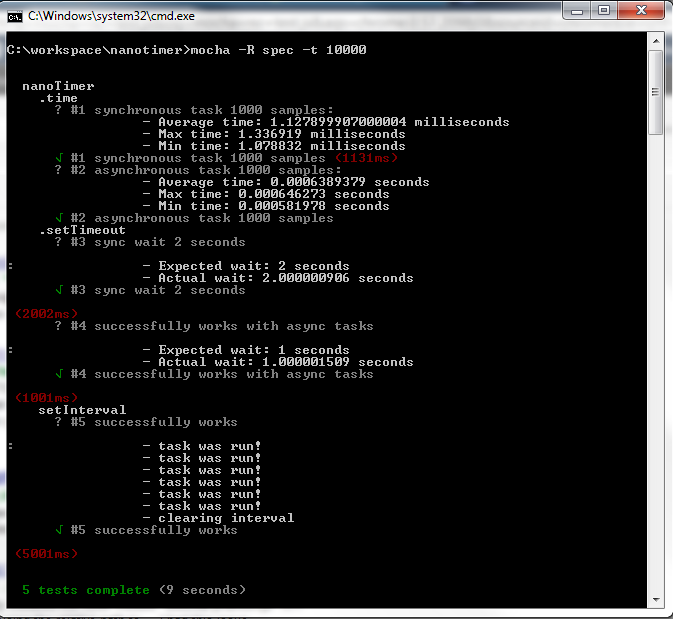 C:\Windows\system32\cmd.exe
C:\workspace\nanotimer>mocha -R spec -t 10000
nanoTimer
.time
? #1 synchronous task 1000 samples:
- Average time: 1.127899907000004 milliseconds
- Max time: 1.336919 milliseconds
- Min time: 1.078832 milliseconds
√ #1 synchronous task 1000 samples (1131ms)
? #2 asynchronous task 1000 samples:
- Average time: 0.0006389379 seconds
- Max time: 0.000646273 seconds
- Min time: 0.000581978 seconds
√ #2 asynchronous task 1000 samples
.setTimeout
? #3 sync wait 2 seconds
: - Expected wait: 2 seconds
- Actual wait: 2.000000906 seconds
√ #3 sync wait 2 seconds
(2002ms)
? #4 successfully works with async tasks
: - Expected wait: 1 seconds
- Actual wait: 1.000001509 seconds
√ #4 successfully works with async tasks
(1001ms)
setInterval
? #5 successfully works
: - task was run!
- task was run!
- task was run!
- task was run!
- task was run!
- task was run!
- clearing interval
√ #5 successfully works
(5001ms)
5 tests complete (9 seconds)